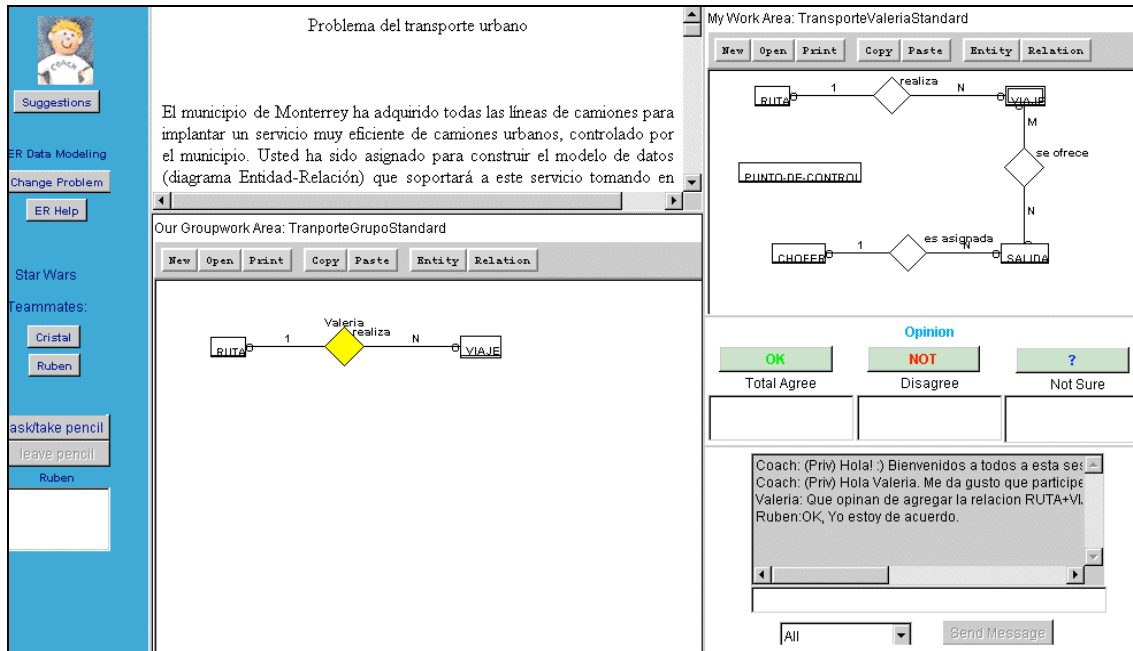 COACH
Suggestions
ER Data Modeling
Change Problem
ER Help
Star Wars
Teammates:
Cristal
Ruben
ask/take pencil
leave pencil
Ruben
Problema del transporte urbano
El municipio de Monterrey ha adquirido todas las líneas de camiones para
implantar un servicio muy eficiente de camiones urbanos, controlado por
el municipio. Usted ha sido asignado para construir el modelo de datos
(diagrama Entidad-Relación) que soportará a este servicio tomando en
Our Groupwork Area: TranporteGrupoStandard
New Open Print Copy Paste Entity Relation
Valeria
realiza
RUTA 1 N VIAJE
My Work Area: TransporteValeriaStandard
New Open Print Copy Paste Entity Relation
realiza
RUTA 1 N VIAJE
M
se ofrece
PUNTO-DE-CONTROL
N
es asignada
CHOFER 1 N SALIDA
Opinion
OK NOT ?
Total Agree Disagree Not Sure
Coach: (Priv) Hola! :) Bienvenidos a todos a esta ses
Coach: (Priv) Hola Valeria. Me da gusto que participe
Valeria: Que opinan de agregar la relacion RUTA+VIA
Ruben:OK, Yo estoy de acuerdo.
All Send Message